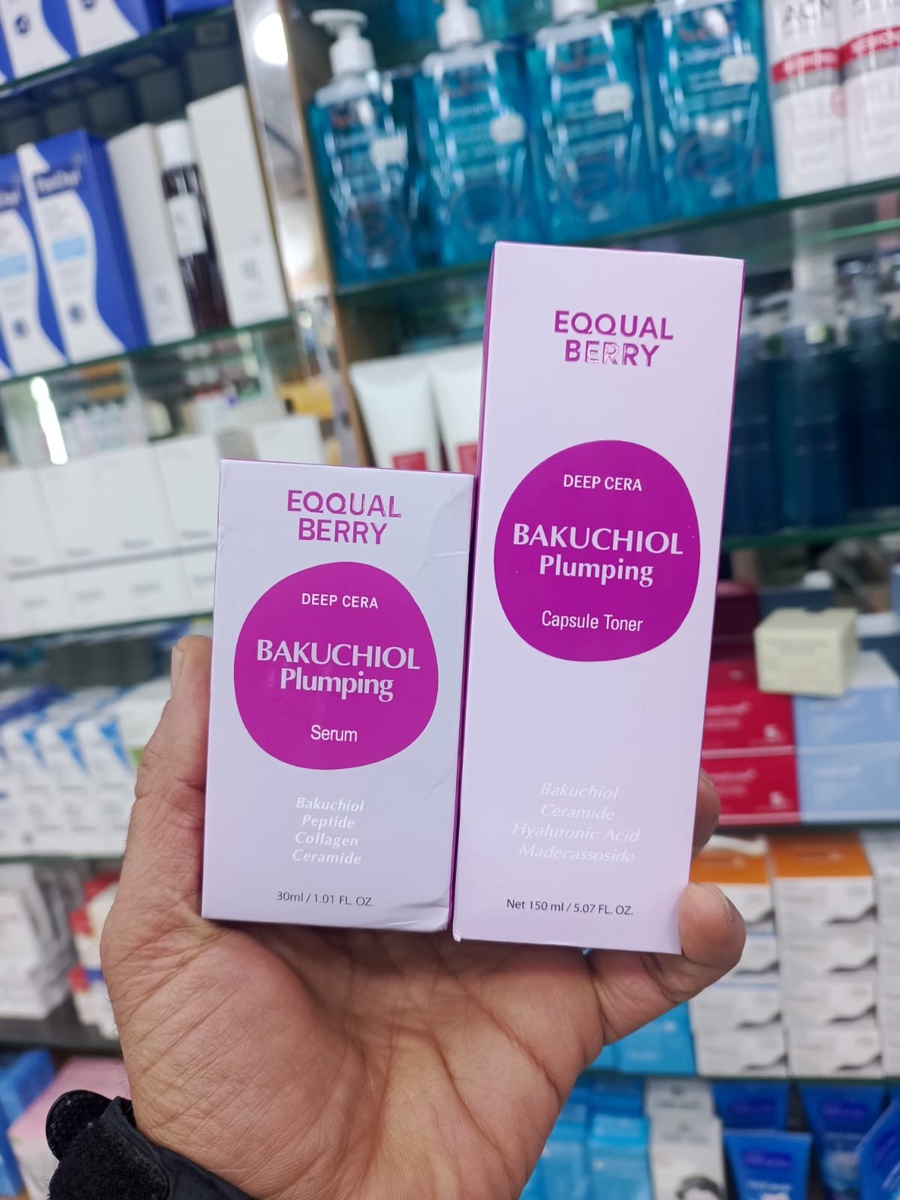 EQQUAL
BERRY
DEEP CERA
BAKUCHIOL
Plumping
Serum
Bakuchiol
Peptide
Collagen
Ceramide
30ml / 1.01 FL. OZ.
EQQUAL
BERRY
DEEP CERA
BAKUCHIOL
Plumping
Capsule Toner
Bakuchiol
Ceramide
Hyaluronic Acid
Madecassoside
Net 150 ml / 5.07 FL. OZ.